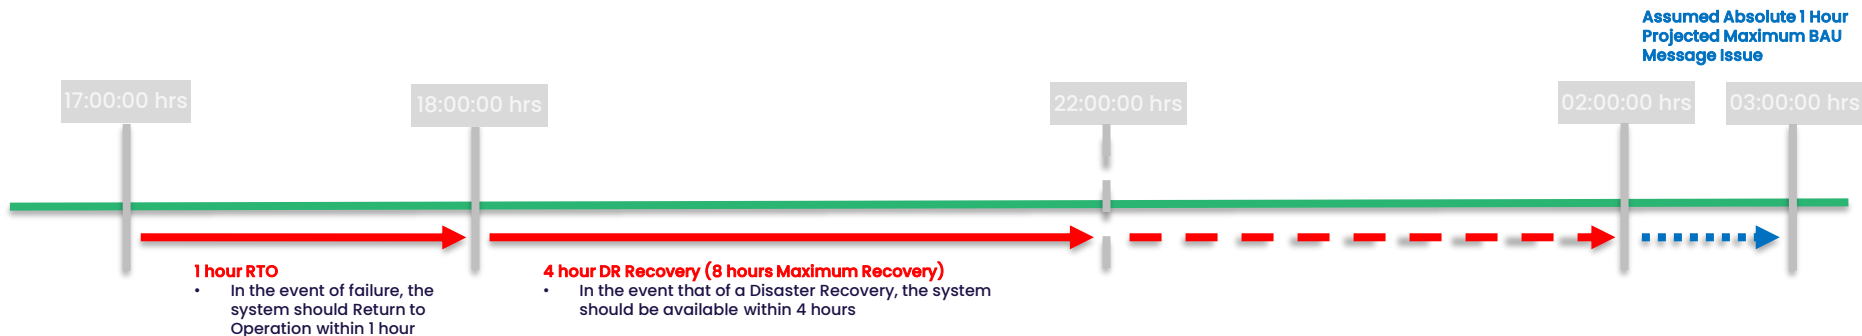 Assumed Absolute 1 Hour
Projected Maximum BAU
Message Issue
17:00:00 hrs
18:00:00 hrs
22:00:00 hrs
02:00:00 hrs
03:00:00 hrs
1 hour RTO
• In the event of failure, the
system should Return to
Operation within 1 hour
4 hour DR Recovery (8 hours Maximum Recovery)
• In the event that of a Disaster Recovery, the system
should be available within 4 hours